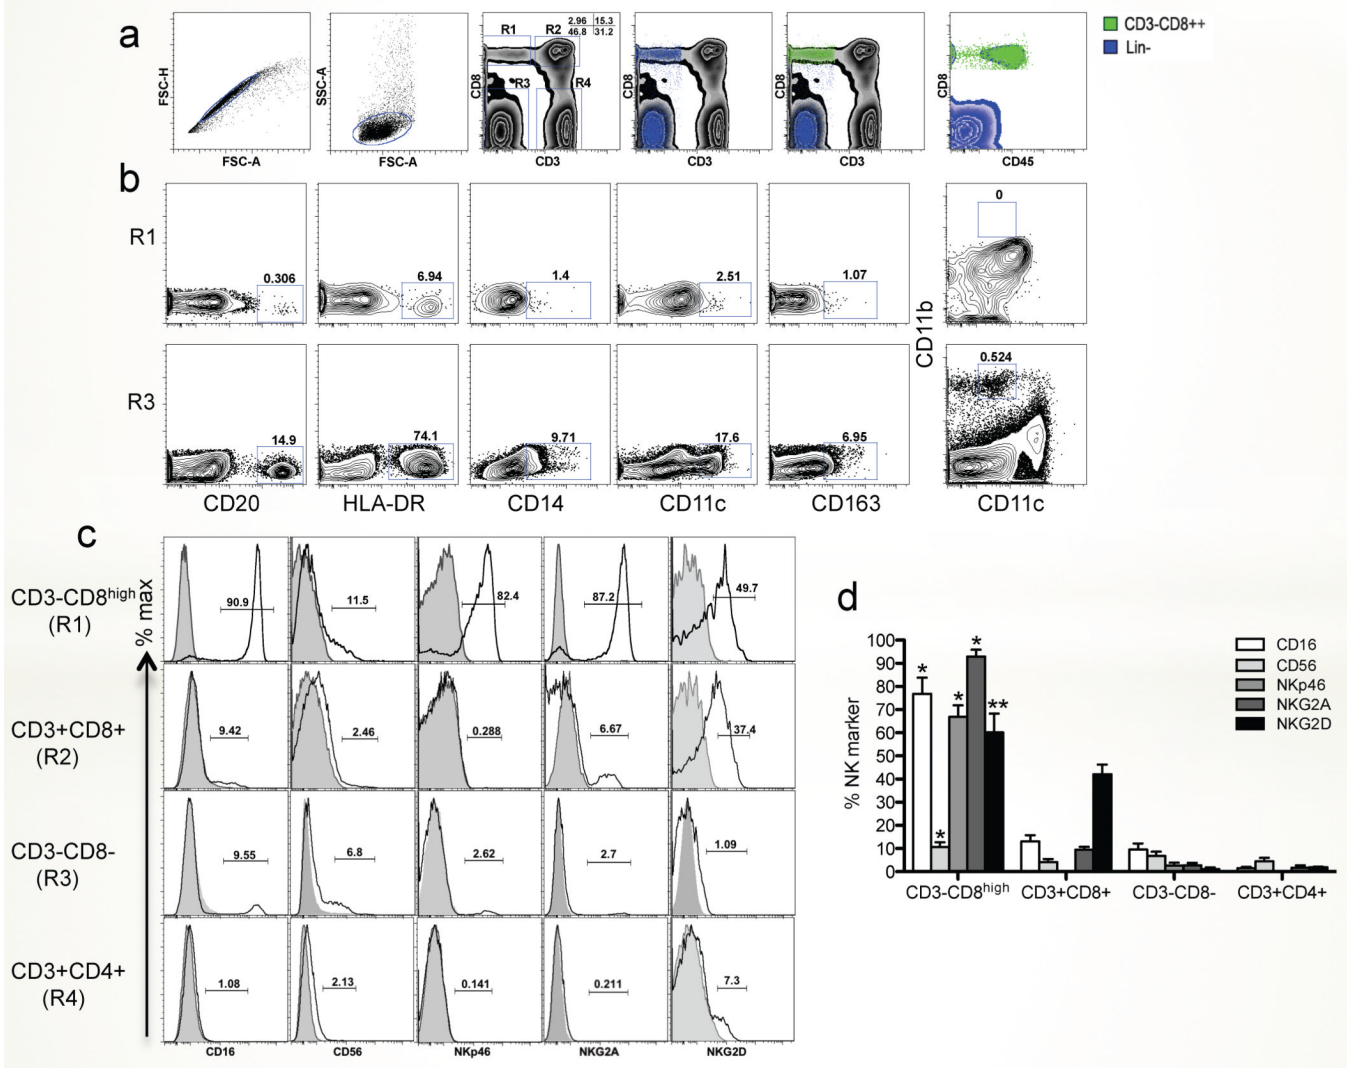 a
FSC-H
FSC-A
SSC-A
FSC-A
R1 R2
2.96 15.3
46.8 31.2
R3 R4
CD8
CD3
CD8
CD3
CD8
CD3
CD8
CD45
CD3-CD8++
Lin-
b
R1
0.306
6.94
1.4
2.51
1.07
0
R3
14.9
74.1
9.71
17.6
6.95
0.524
CD11b
CD20 HLA-DR CD14 CD11c CD163 CD11c
c
% max
CD3-CD8high
(R1)
90.9 11.5 82.4 87.2 49.7
CD3+CD8+
(R2)
9.42 2.46 0.288 6.67 37.4
CD3-CD8-
(R3)
9.55 6.8 2.62 2.7 1.09
CD3+CD4+
(R4)
1.08 2.13 0.141 0.211 7.3
CD16 CD56 NKp46 NKG2A NKG2D
d
% NK marker
100
90
80
70
60
50
40
30
20
10
0
* * * * **
CD3-CD8high CD3+CD8+ CD3-CD8- CD3+CD4+
CD16
CD56
NKp46
NKG2A
NKG2D